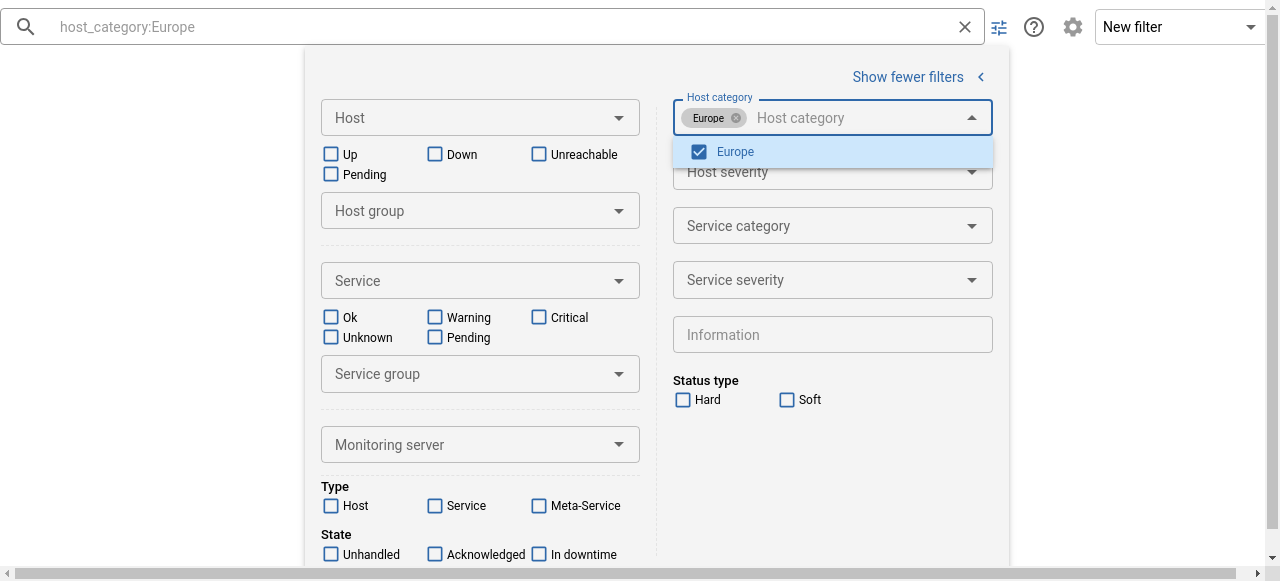 host_category:Europe
New filter
Show fewer filters
Host
Up
Down
Unreachable
Pending
Host group
Service
Ok
Warning
Critical
Unknown
Pending
Service group
Monitoring server
Type
Host
Service
Meta-Service
State
Unhandled
Acknowledged
In downtime
Host category
Europe
Host category
Europe
Host severity
Service category
Service severity
Information
Status type
Hard
Soft